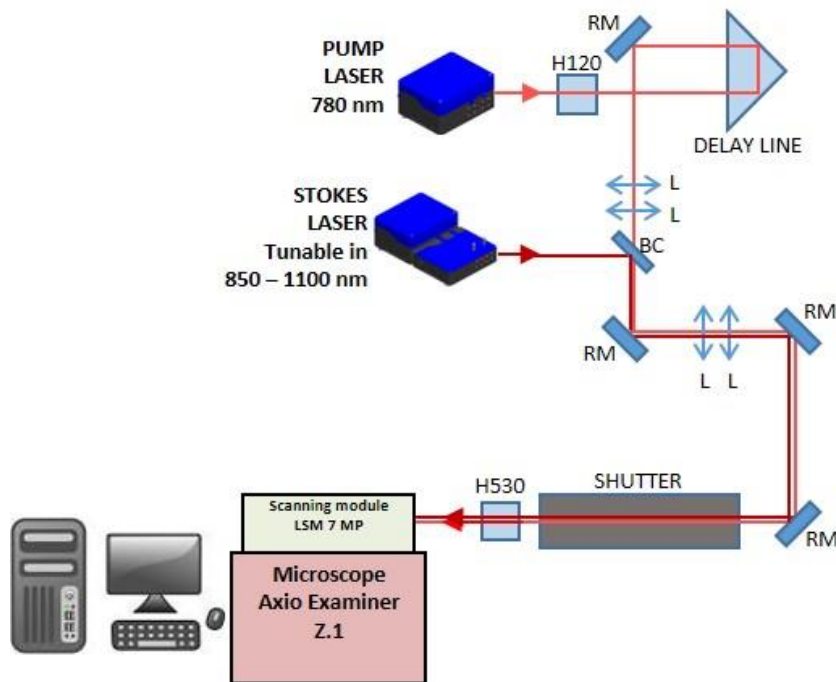 RM
PUMP
LASER
780 nm
H120
DELAY LINE
L
L
STOKES
LASER
Tunable in
850 – 1100 nm
BC
RM
RM
L L
H530
SHUTTER
RM
Scanning module
LSM 7 MP
Microscope
Axio Examiner
Z.1